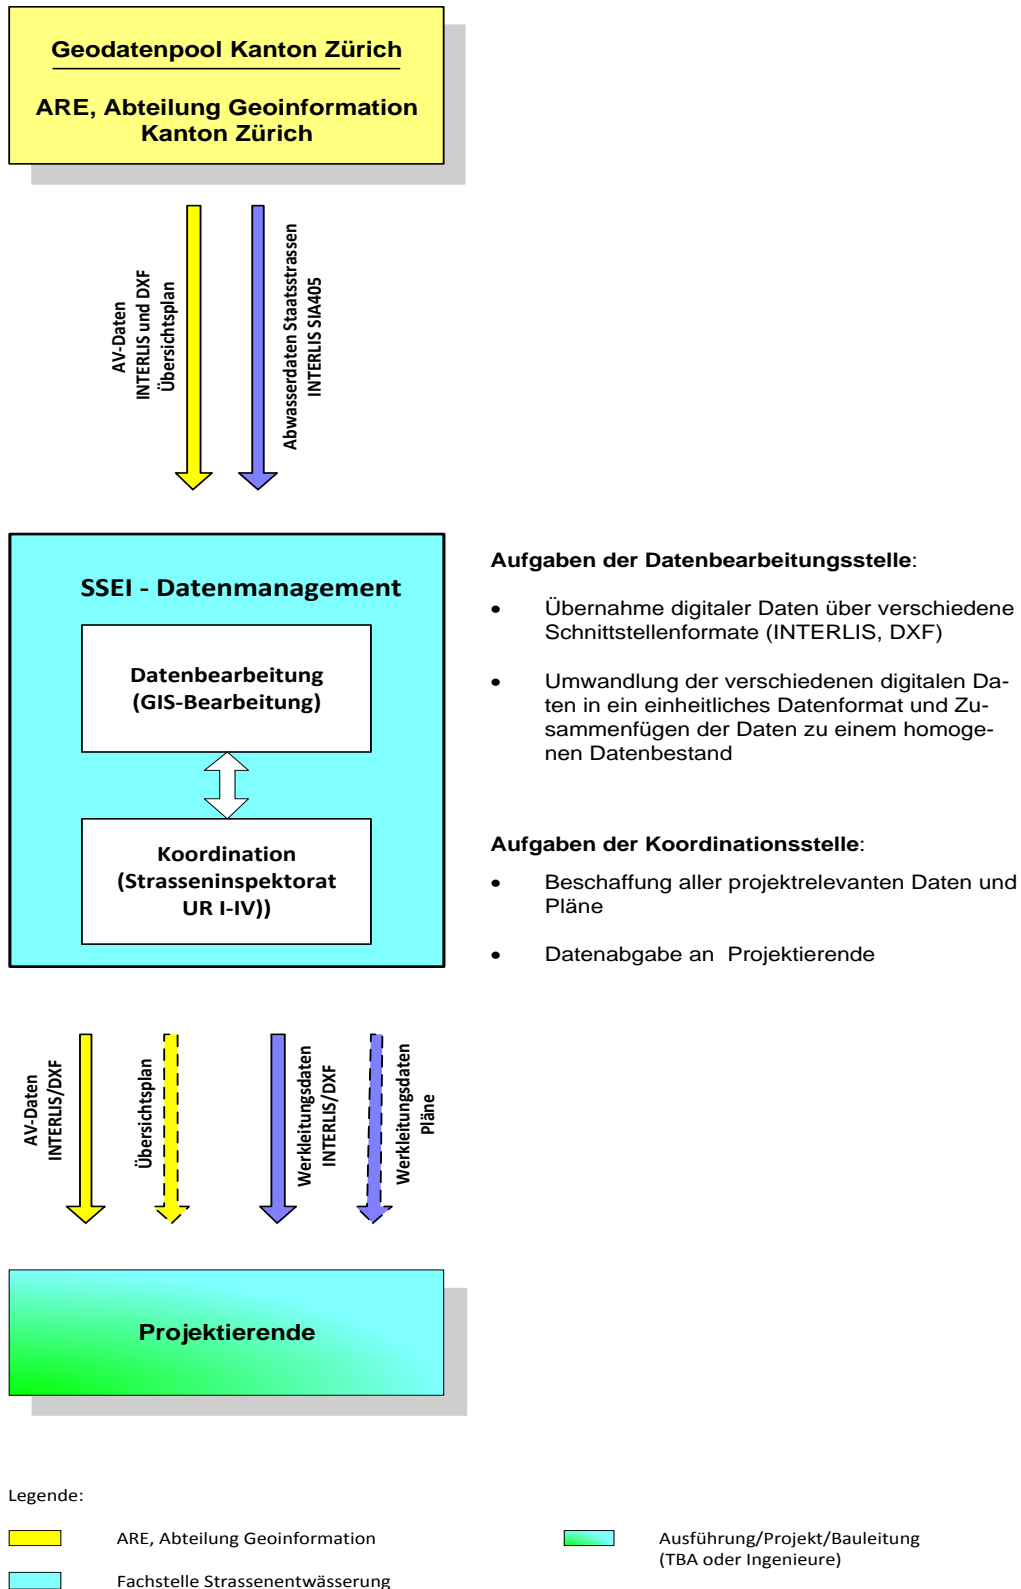 Geodatenpool Kanton Zürich
ARE, Abteilung Geoinformation
Kanton Zürich
AV-Daten
INTERLIS und DXF
Übersichtsplan
Abwasserdaten Staatsstrassen
INTERLIS SIA405
SSEI - Datenmanagement
Datenbearbeitung
(GIS-Bearbeitung)
Koordination
(Strasseninspektorat
UR I-IV))
Aufgaben der Datenbearbeitungsstelle:
• Übernahme digitaler Daten über verschiedene
Schnittstellenformate (INTERLIS, DXF)
• Umwandlung der verschiedenen digitalen Da-
ten in ein einheitliches Datenformat und Zu-
sammenfügen der Daten zu einem homoge-
nen Datenbestand
Aufgaben der Koordinationsstelle:
• Beschaffung aller projektrelevanten Daten und
Pläne
• Datenabgabe an Projektierende
AV-Daten
INTERLIS/DXF
Übersichtsplan
Werkleitungsdaten
INTERLIS/DXF
Werkleitungsdaten
Pläne
Projektierende
Legende:
ARE, Abteilung Geoinformation
Fachstelle Strassenentwässerung
Ausführung/Projekt/Bauleitung
(TBA oder Ingenieure)